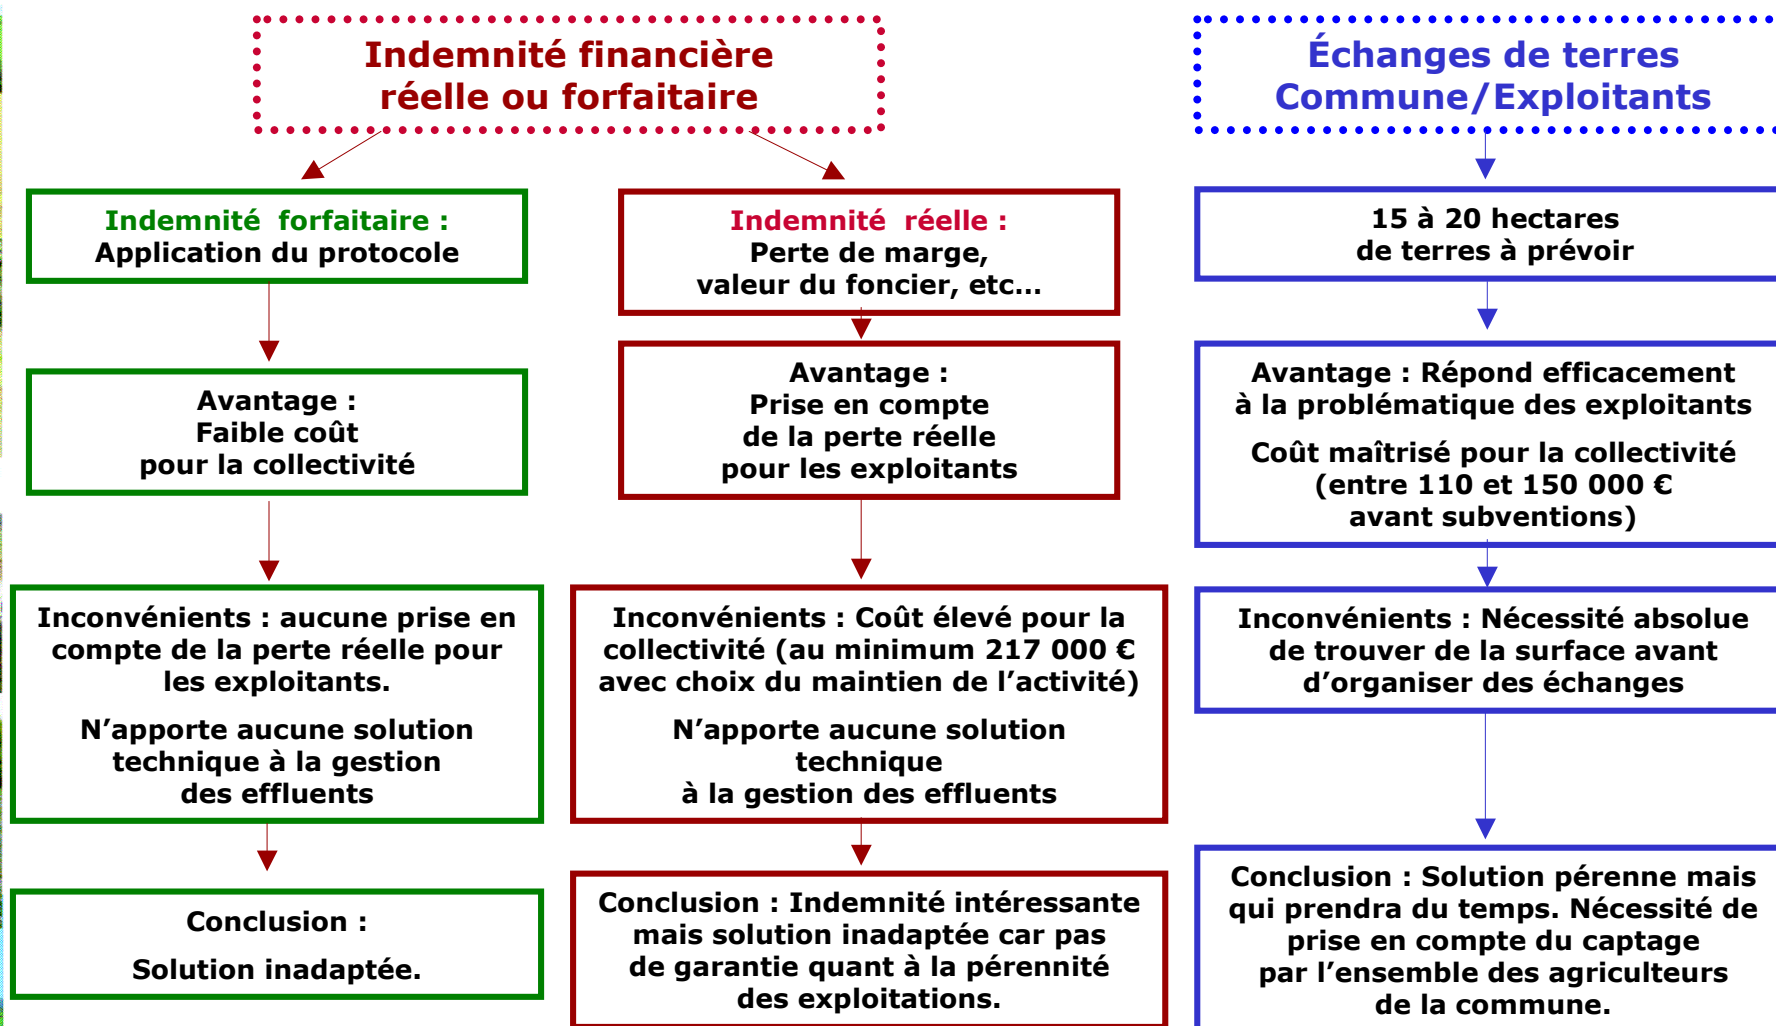 Indemnité financière
réelle ou forfaitaire
Échanges de terres
Commune/Exploitants
Indemnité forfaitaire :
Application du protocole
Indemnité réelle :
Perte de marge,
valeur du foncier, etc...
15 à 20 hectares
de terres à prévoir
Avantage :
Faible coût
pour la collectivité
Avantage :
Prise en compte
de la perte réelle
pour les exploitants
Avantage : Répond efficacement
à la problématique des exploitants
Coût maîtrisé pour la collectivité
(entre 110 et 150 000 €
avant subventions)
Inconvénients : aucune prise en
compte de la perte réelle pour
les exploitants.
N’apporte aucune solution
technique à la gestion
des effluents
Inconvénients : Coût élevé pour la
collectivité (au minimum 217 000 €
avec choix du maintien de l’activité)
N’apporte aucune solution
technique
à la gestion des effluents
Inconvénients : Nécessité absolue
de trouver de la surface avant
d’organiser des échanges
Conclusion :
Solution inadaptée.
Conclusion : Indemnité intéressante
mais solution inadaptée car pas
de garantie quant à la pérennité
des exploitations.
Conclusion : Solution pérenne mais
qui prendra du temps. Nécessité de
prise en compte du captage
par l’ensemble des agriculteurs
de la commune.